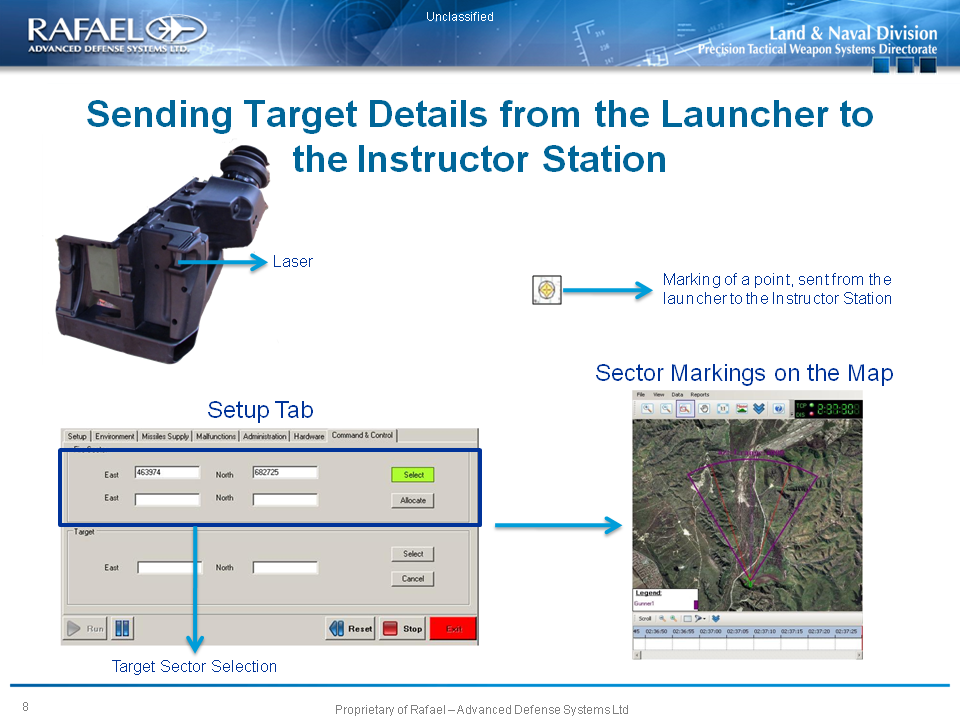 Unclassified
RAFAEL
ADVANCED DEFENSE SYSTEMS LTD.
Land & Naval Division
Precision Tactical Weapon Systems Directorate
Sending Target Details from the Launcher to
the Instructor Station
Laser
Marking of a point, sent from the
launcher to the Instructor Station
Sector Markings on the Map
Setup Tab
File View Data Reports
TCP
2:37:30
Setup Environment Missiles Supply Malfunctions Administration Hardware Command & Control
East 463974 North 682725 Select
East North Allocate
Target
East North Select
Cancel
Run Reset Stop Exit
Legend:
Gunner1
Scroll
45 02:36:50 02:36:55 02:37:00 02:37:05 02:37:10 02:37:15 02:37:20 02:37:25
Target Sector Selection
8
Proprietary of Rafael – Advanced Defense Systems Ltd